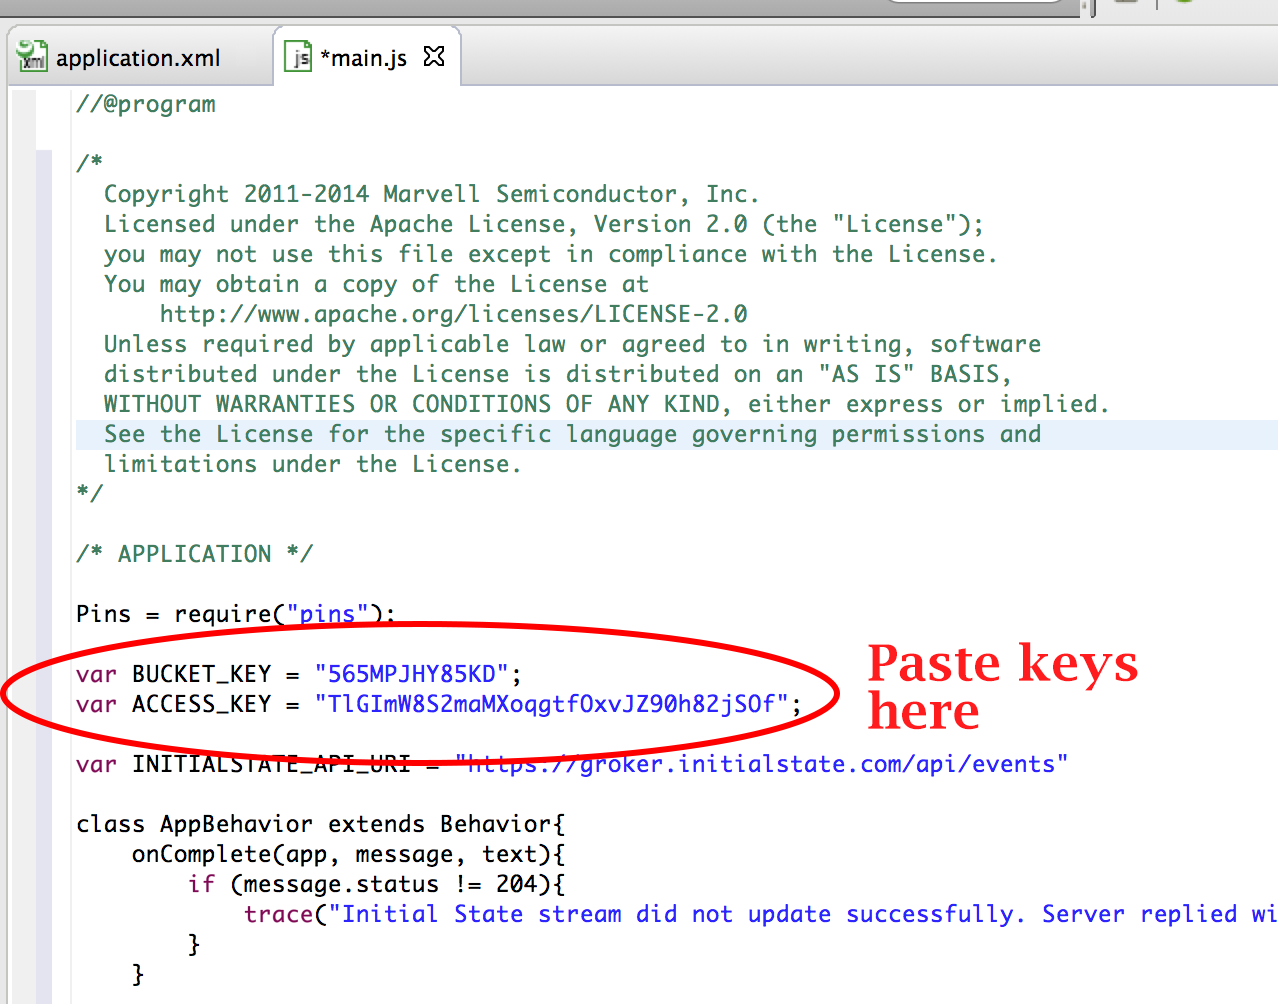 application.xml
*main.js
//@program
/*
Copyright 2011-2014 Marvell Semiconductor, Inc.
Licensed under the Apache License, Version 2.0 (the "License");
you may not use this file except in compliance with the License.
You may obtain a copy of the License at
http://www.apache.org/licenses/LICENSE-2.0
Unless required by applicable law or agreed to in writing, software
distributed under the License is distributed on an "AS IS" BASIS,
WITHOUT WARRANTIES OR CONDITIONS OF ANY KIND, either express or implied.
See the License for the specific language governing permissions and
limitations under the License.
*/
/* APPLICATION */
Pins = require("pins");
var BUCKET_KEY = "565MPJHY85KD";
var ACCESS_KEY = "TlGImW8S2maMXoqgtfOxvJZ90h82jSOf";
Paste keys
here
var INITIALSTATE_API_URI = "https://groker.initialstate.com/api/events"
class AppBehavior extends Behavior{
onComplete(app, message, text){
if (message.status != 204){
trace("Initial State stream did not update successfully. Server replied wi
}
}